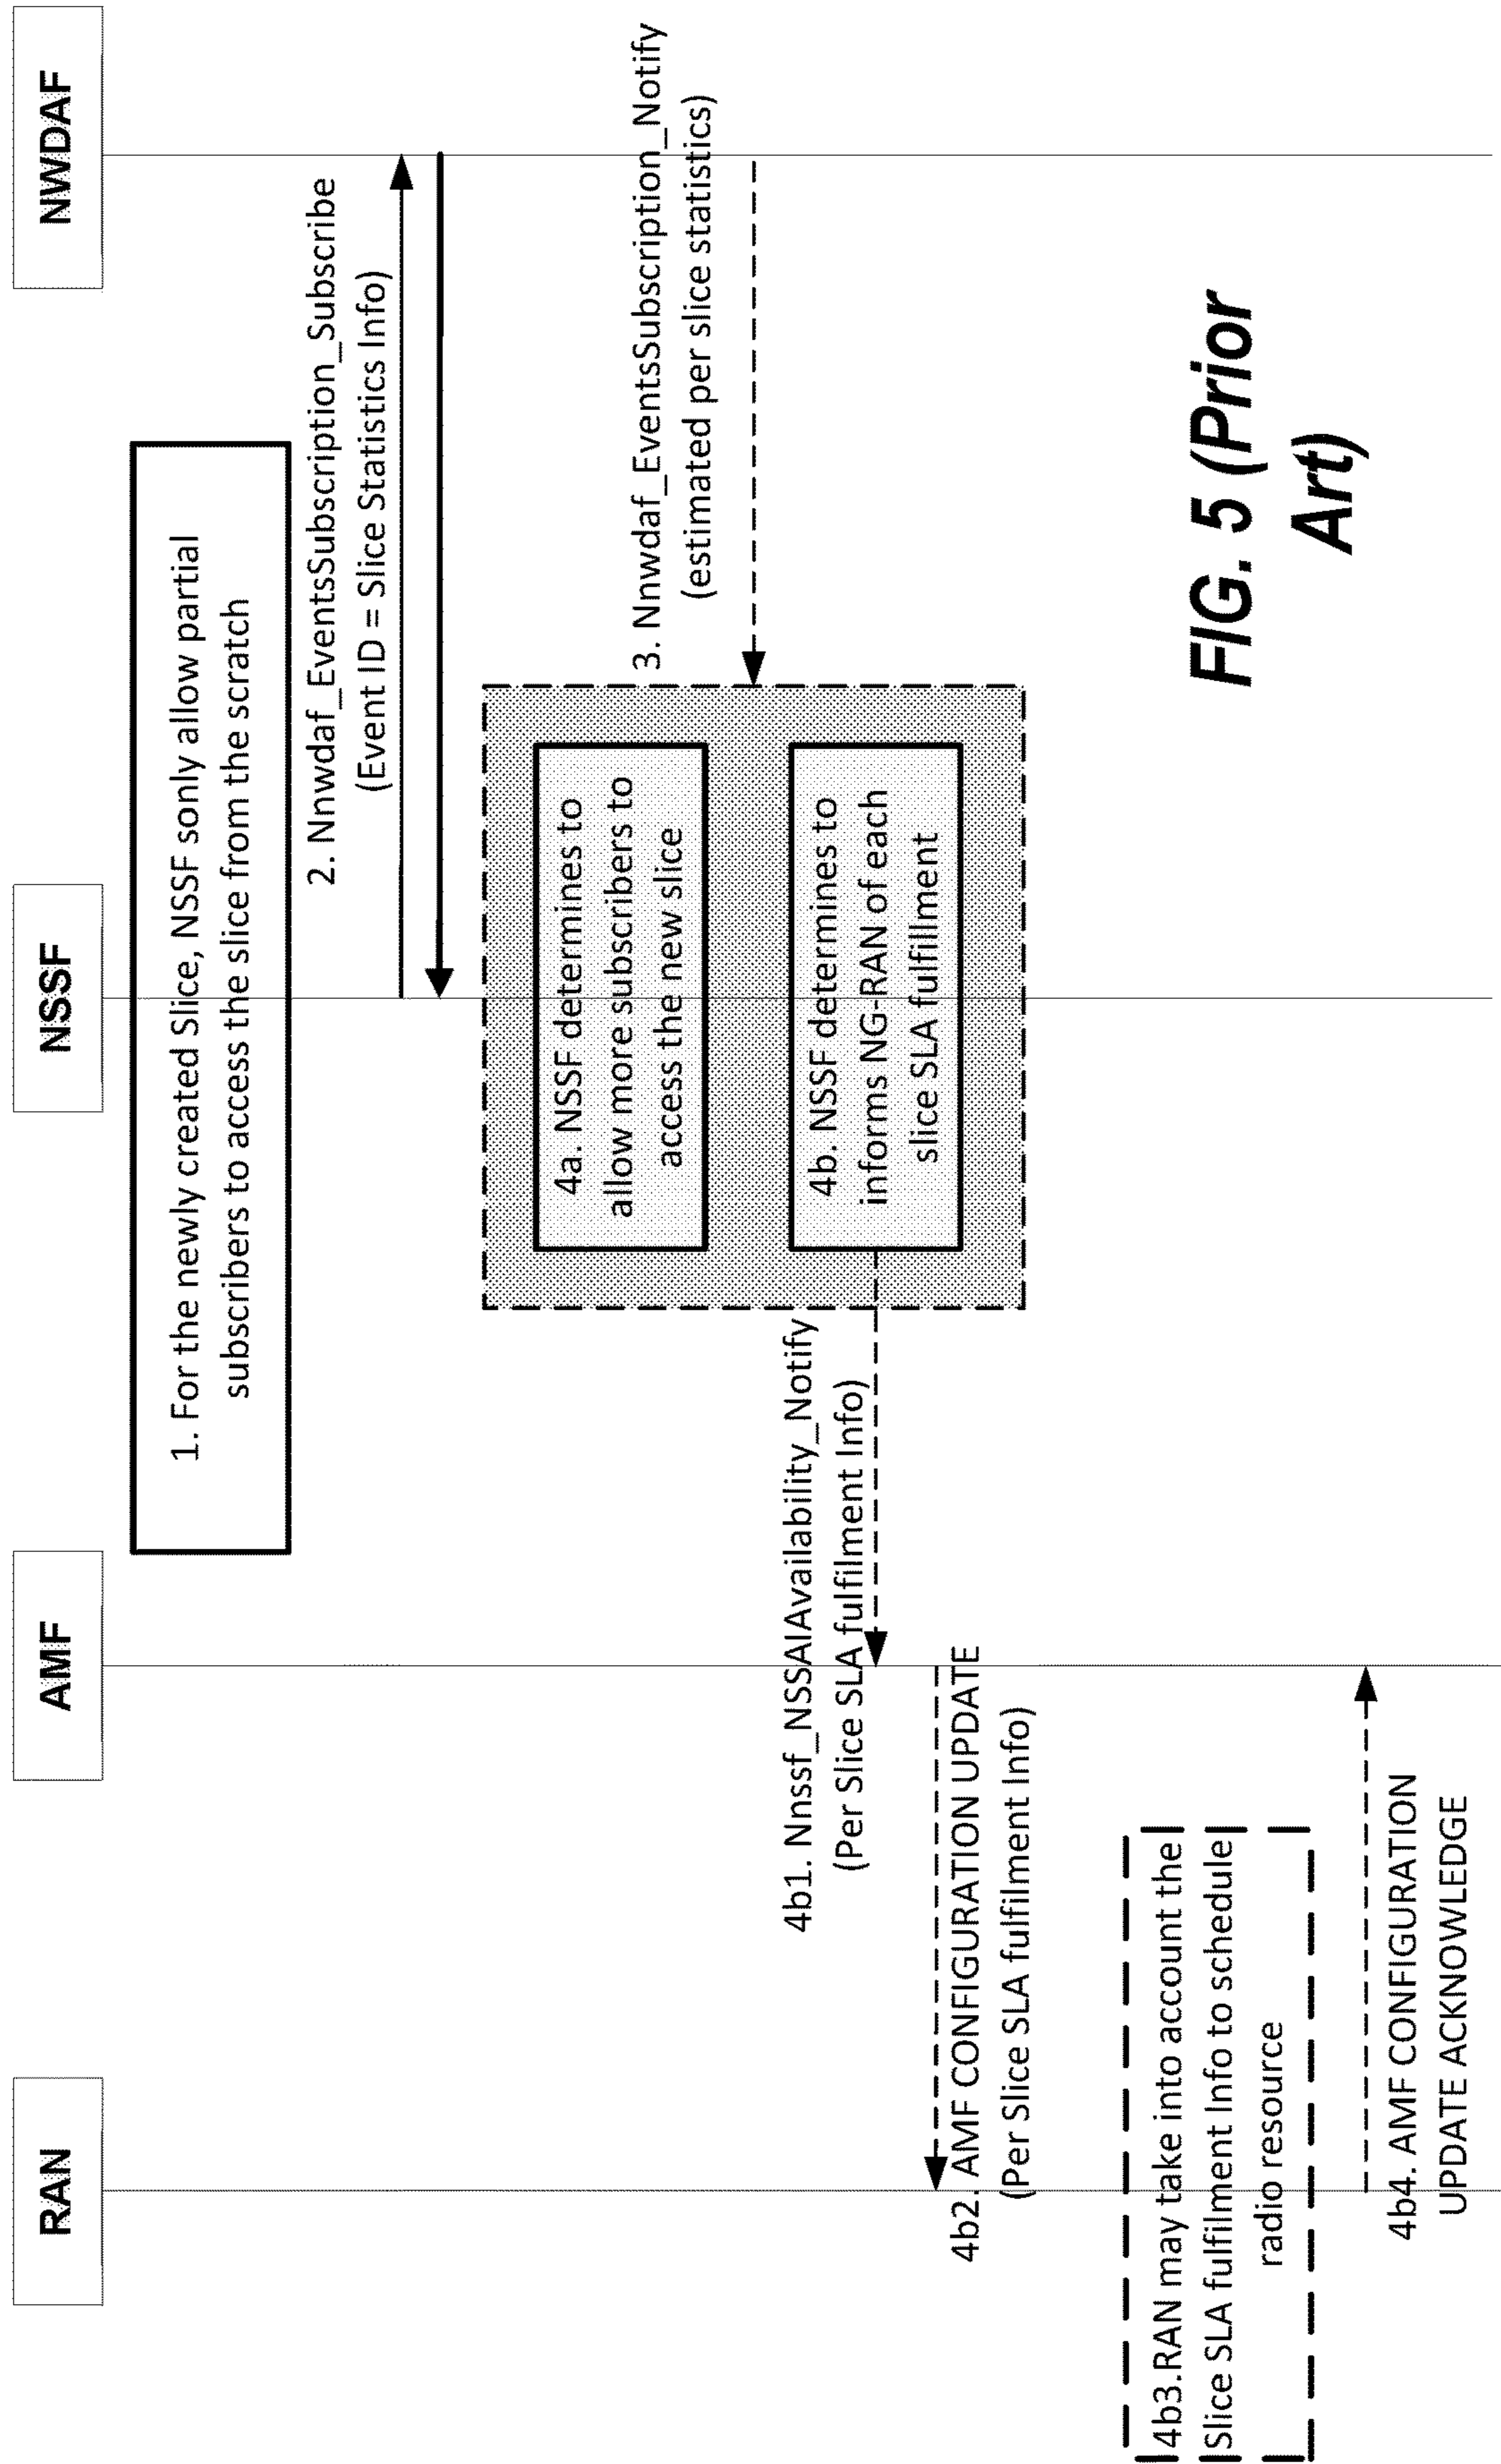 RAN
AMF
NSSF
NWDAF
1. For the newly created Slice, NSSF sonly allow partial
subscribers to access the slice from the scratch
2. Nnwdaf_EventsSubscription_Subscribe
(Event ID = Slice Statistics Info)
3. Nnwdaf_EventsSubscription_Notify
(estimated per slice statistics)
4a. NSSF determines to
allow more subscribers to
access the new slice
4b. NSSF determines to
informs NG-RAN of each
slice SLA fulfillment
4b1. Nnssf_NSSAIAvailability_Notify
(Per Slice SLA fulfilment Info)
4b2. AMF CONFIGURATION UPDATE
(Per Slice SLA fulfilment Info)
4b3.RAN may take into account the
Slice SLA fulfilment Info to schedule
radio resource
4b4. AMF CONFIGURATION
UPDATE ACKNOWLEDGE
FIG. 5 (Prior
Art)